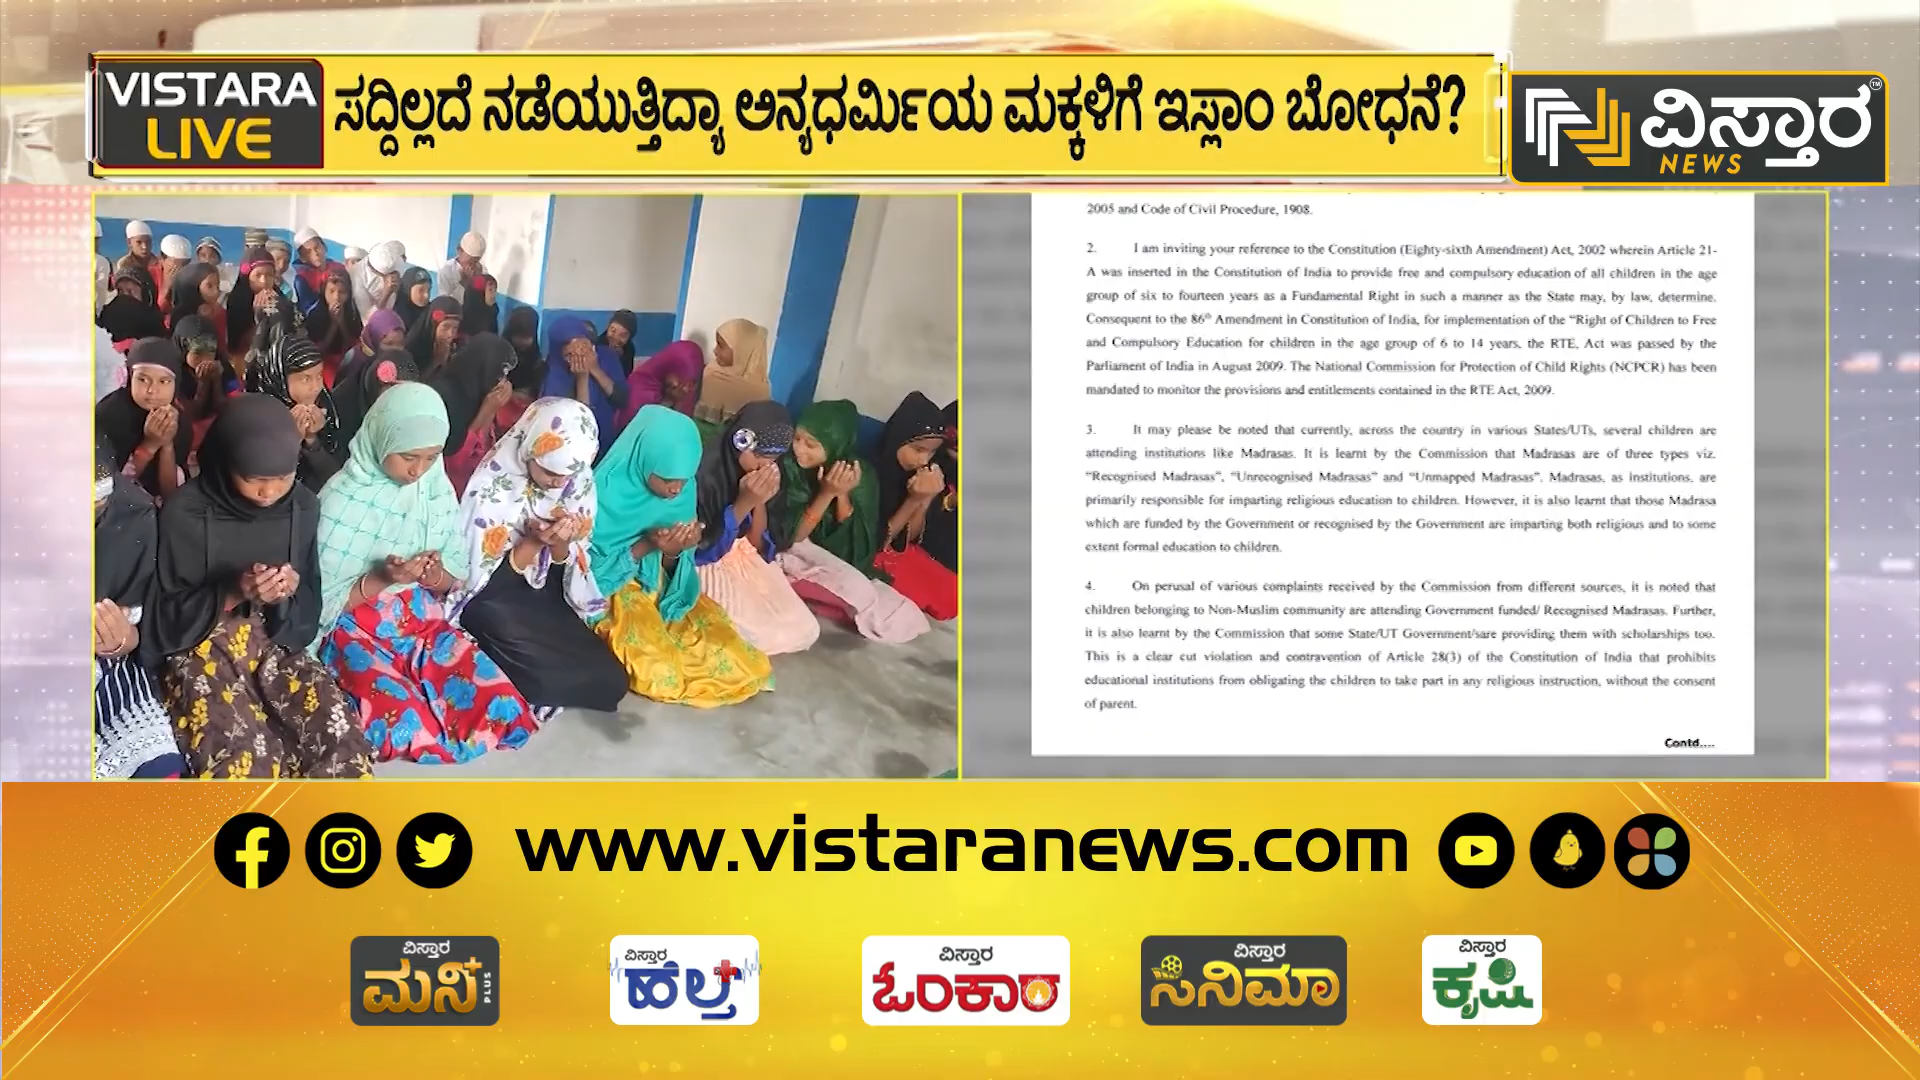 VISTARA
LIVE
ಸದ್ದಿಲ್ಲದೆ ನಡೆಯುತ್ತಿದ್ಯಾ ಅನ್ಯಧರ್ಮಿಯ ಮಕ್ಕಳಿಗೆ ಇಸ್ಲಾಂ ಬೋಧನೆ?
ವಿಸ್ತಾರ™
NEWS
2005 and Code of Civil Procedure, 1908.
2. I am inviting your reference to the Constitution (Eighty-sixth Amendment) Act, 2002 wherein Article 21-
A was inserted in the Constitution of India to provide free and compulsory education of all children in the age
group of six to fourteen years as a Fundamental Right in such a manner as the State may, by law, determine.
Consequent to the 86th Amendment in Constitution of India, for implementation of the "Right of Children to Free
and Compulsory Education for children in the age group of 6 to 14 years, the RTE, Act was passed by the
Parliament of India in August 2009. The National Commission for Protection of Child Rights (NCPCR) has been
mandated to monitor the provisions and entitlements contained in the RTE Act, 2009.
3. It may please be noted that currently, across the country in various States/UTs, several children are
attending institutions like Madrasas. It is learnt by the Commission that Madrasas are of three types viz.
"Recognised Madrasas", "Unrecognised Madrasas" and "Unmapped Madrasas". Madrasas, as institutions, are
primarily responsible for imparting religious education to children. However, it is also learnt that those Madrasa
which are funded by the Government or recognised by the Government are imparting both religious and to some
extent formal education to children.
4. On perusal of various complaints received by the Commission from different sources, it is noted that
children belonging to Non-Muslim community are attending Government funded/ Recognised Madrasas. Further,
it is also learnt by the Commission that some State/UT Government/sare providing them with scholarships too.
This is a clear cut violation and contravention of Article 28(3) of the Constitution of India that prohibits
educational institutions from obligating the children to take part in any religious instruction, without the consent
of parent.
Contd....
www.vistaranews.com
ವಿಸ್ತಾರ
ಮನಿ+
PLUS
ವಿಸ್ತಾರ
ಹೆಲ್ತ್
ವಿಸ್ತಾರ
ಓಂಕಾರ
ವಿಸ್ತಾರ
ಸಿನಿಮಾ
ವಿಸ್ತಾರ
ಕೃಷಿ